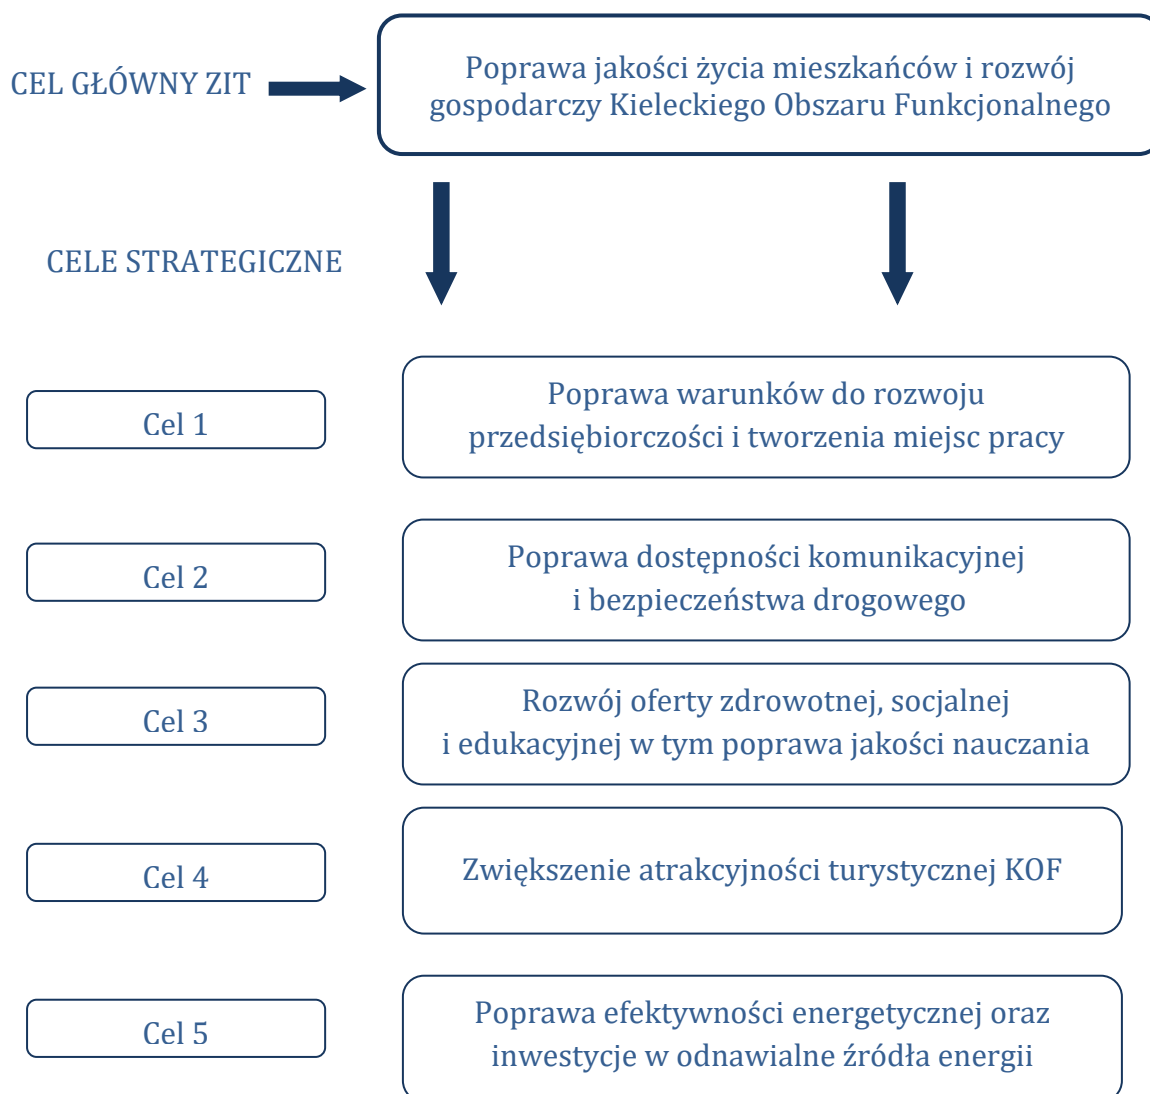 CEL GŁÓWNY ZIT
Poprawa jakości życia mieszkańców i rozwój
gospodarczy Kieleckiego Obszaru Funkcjonalnego
CELE STRATEGICZNE
Cel 1
Poprawa warunków do rozwoju
przedsiębiorczości i tworzenia miejsc pracy
Cel 2
Poprawa dostępności komunikacyjnej
i bezpieczeństwa drogowego
Cel 3
Rozwój oferty zdrowotnej, socjalnej
i edukacyjnej w tym poprawa jakości nauczania
Cel 4
Zwiększenie atrakcyjności turystycznej KOF
Cel 5
Poprawa efektywności energetycznej oraz
inwestycje w odnawialne źródła energii